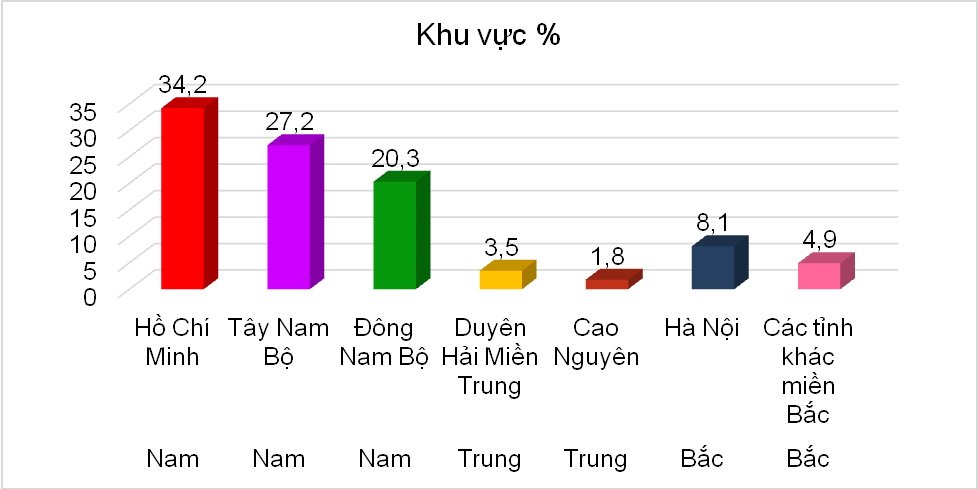 Khu vực %
34,2
27,2
20,3
3,5
1,8
8,1
4,9
35
30
25
20
15
10
5
0
Hồ Chí
Minh
Tây Nam
Bộ
Đông
Nam Bộ
Duyên
Hải Miền
Trung
Cao
Nguyên
Hà Nội
Các tỉnh
khác
miền
Bắc
Nam
Nam
Nam
Trung
Trung
Bắc
Bắc